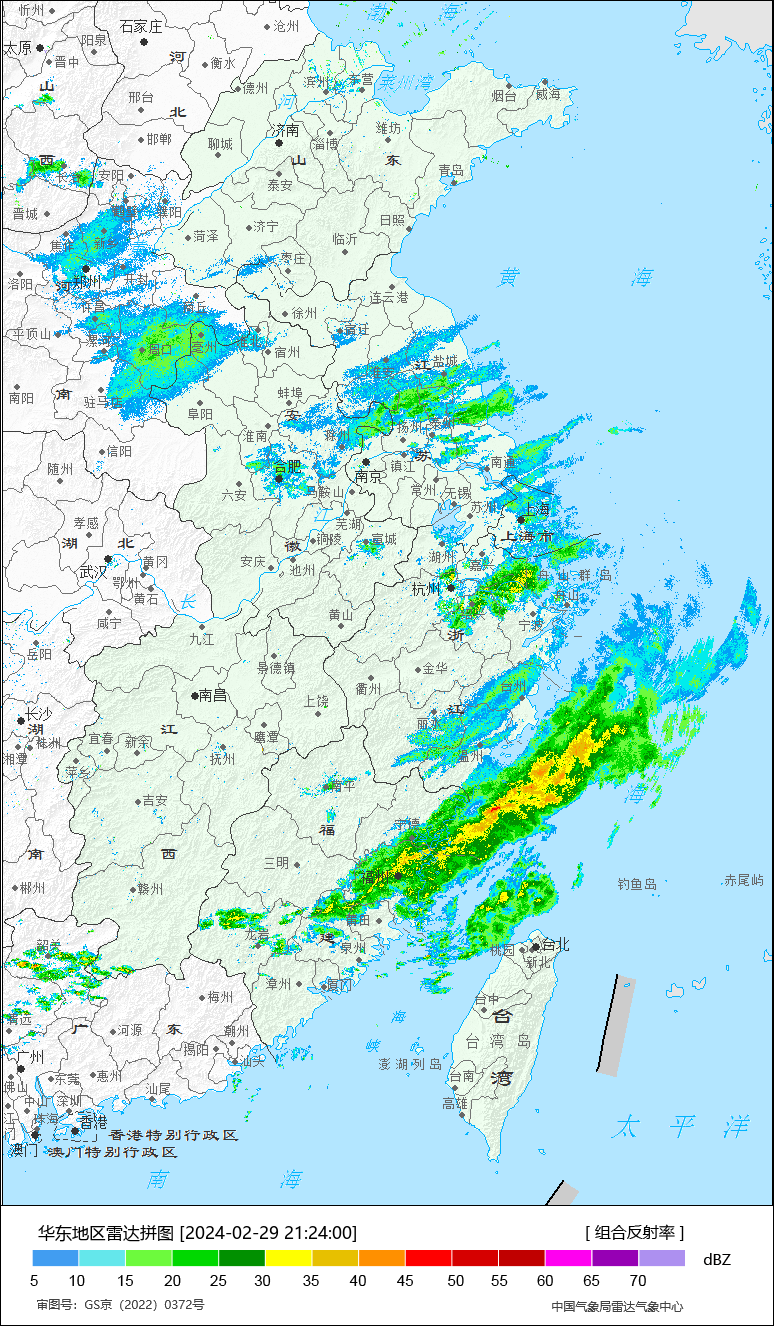 忻州
石家庄
沧州
渤 海
太原
阳泉
晋中
河
衡水
德州
滨州
东营
莱州湾
烟台
威海
山
邢台
北
河
济南
淄博
潍坊
邯郸
聊城
山 东
西
长
安阳
泰安
青岛
晋城
菏泽
济宁
日照
临沂
焦作
新乡
枣庄
黄 海
洛阳
河
郑州
开封
连云港
徐州
平顶山
漯河
周口
亳州
淮北
宿迁
宿州
江
盐城
南阳
南
驻马店
阜阳
蚌埠
安
淮南
滁州
扬州
泰州
信阳
合肥
镇江
苏
南通
随州
六安
马鞍山
南京
常州
无锡
苏州
上海
孝感
芜湖
江
上海市
湖 北
铜陵
宣城
徽
湖州
嘉兴
舟山群岛
武汉
黄冈
安庆
池州
杭州
舟山
鄂州
黄石
长
黄山
宁波
咸宁
九江
浙
岳阳
景德镇
衢州
金华
台州
长沙
南昌
上饶
丽水
江
湖
株洲
宜春
新余
江
鹰潭
温州
湘潭
萍乡
抚州
吉安
南平
海
福
宁德
南
西
三明
福州
郴州
赣州
钓鱼岛
赤尾屿
莆田
韶关
龙岩
建
泉州
桃园
台北
新北
清远
梅州
漳州
厦门
台中
台
广 东
河源
潮州
海
台湾岛
广州
揭阳
峡
澎湖列岛
佛山
东莞
惠州
汕头
台南
湾
中山
深圳
汕尾
高雄
江门
珠海
香港
香港特别行政区
太 平 洋
澳门
澳门特别行政区
南 海
华东地区雷达拼图 [2024-02-29 21:24:00]
[ 组合反射率 ]
dBZ
5 10 15 20 25 30 35 40 45 50 55 60 65 70
审图号：GS京（2022）0372号
中国气象局雷达气象中心